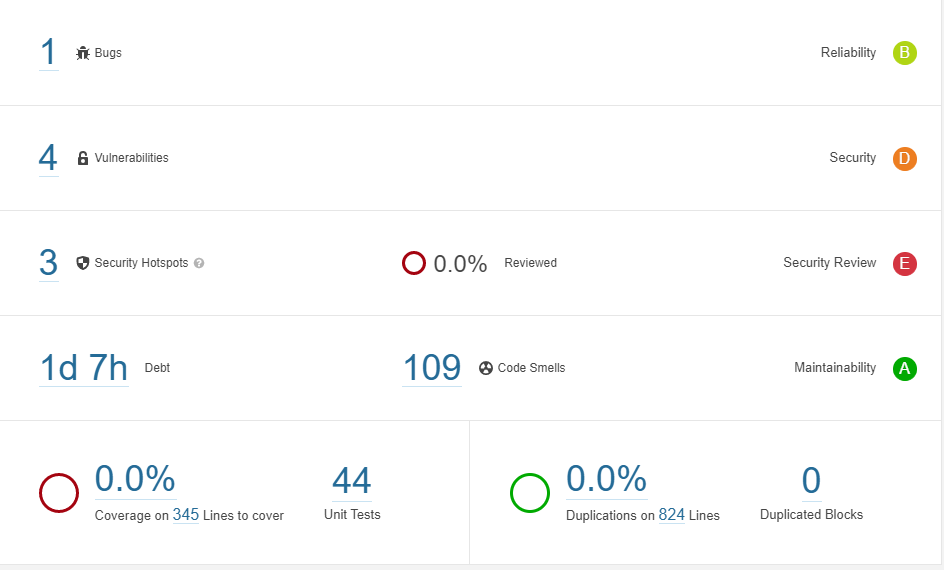 1 Bugs Reliability B
4 Vulnerabilities Security D
3 Security Hotspots ? 0.0% Reviewed Security Review E
1d 7h Debt 109 Code Smells Maintainability A
0.0% 44 0.0% 0
Coverage on 345 Lines to cover Unit Tests Duplications on 824 Lines Duplicated Blocks